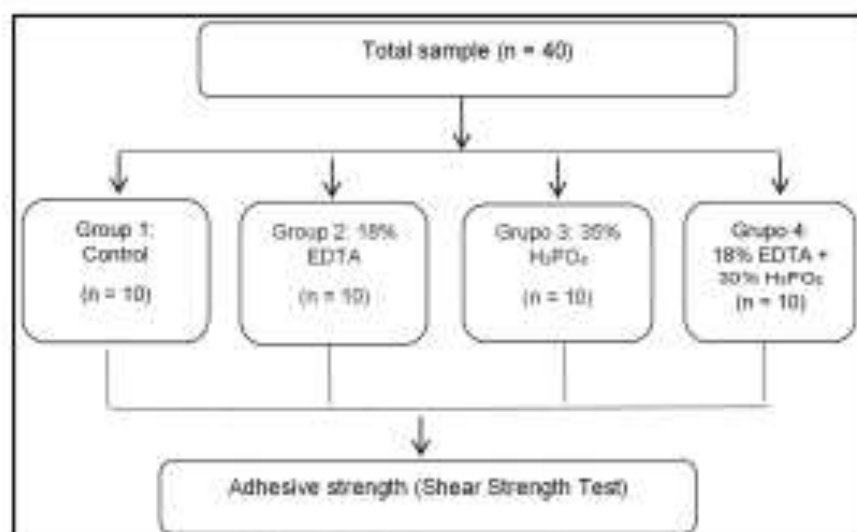 Total sample (n = 40)
Group 1:
Control
(n = 10)
Group 2: 18%
EDTA
(n = 10)
Grupo 3: 35%
(n = 10)
Grupo 4:
18% EDTA +
(n = 10)
Adhesive strength (Shear Strength Test)